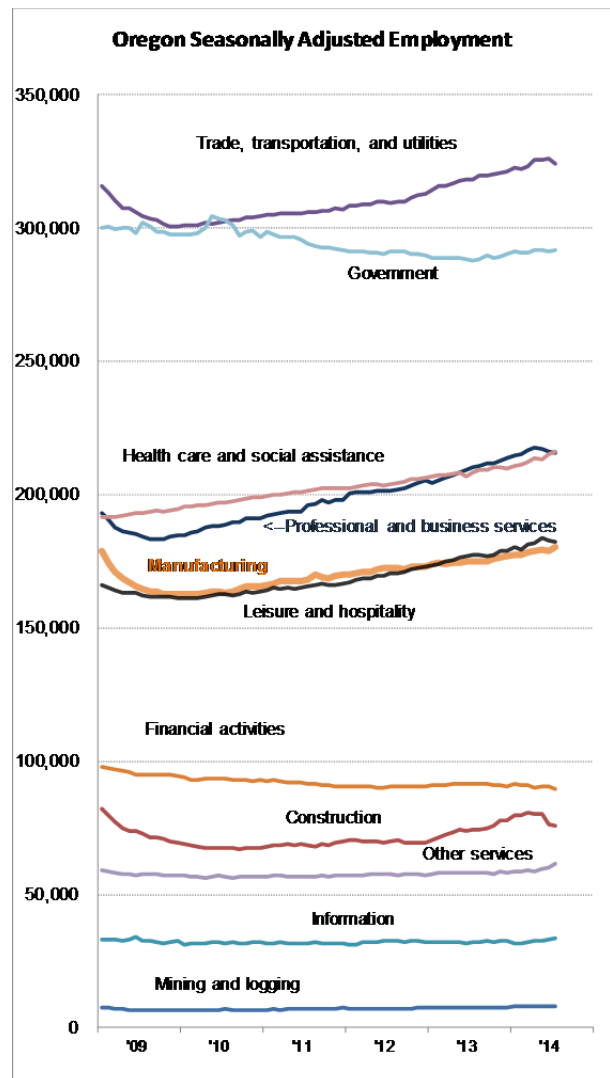 Oregon Seasonally Adjusted Employment
350,000
Trade, transportation, and utilities
300,000
Government
250,000
Health care and social assistance
200,000
<--Professional and business services
Manufacturing
Leisure and hospitality
150,000
Financial activities
100,000
Construction
Other services
50,000
Information
Mining and logging
0
'09 '10 '11 '12 '13 '14